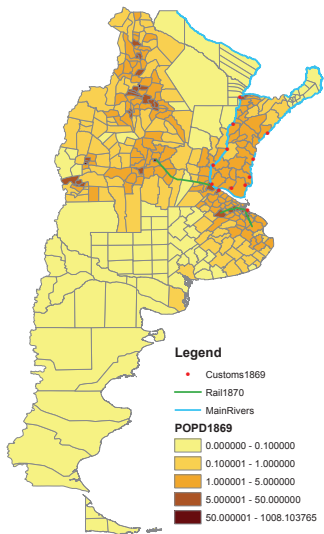 Legend
Customs1869
Rail1870
MainRivers
POPD1869
0.000000 - 0.100000
0.100001 - 1.000000
1.000001 - 5.000000
5.000001 - 50.000000
50.000001 - 1008.103765